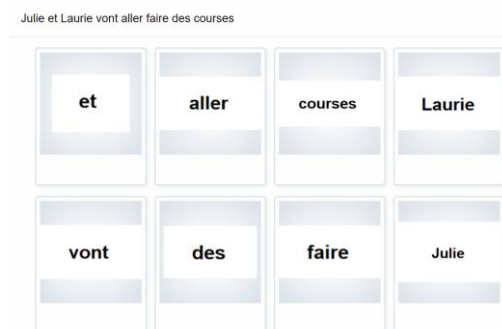 Julie et Laurie vont aller faire des courses
et aller courses Laurie
vont des faire Julie